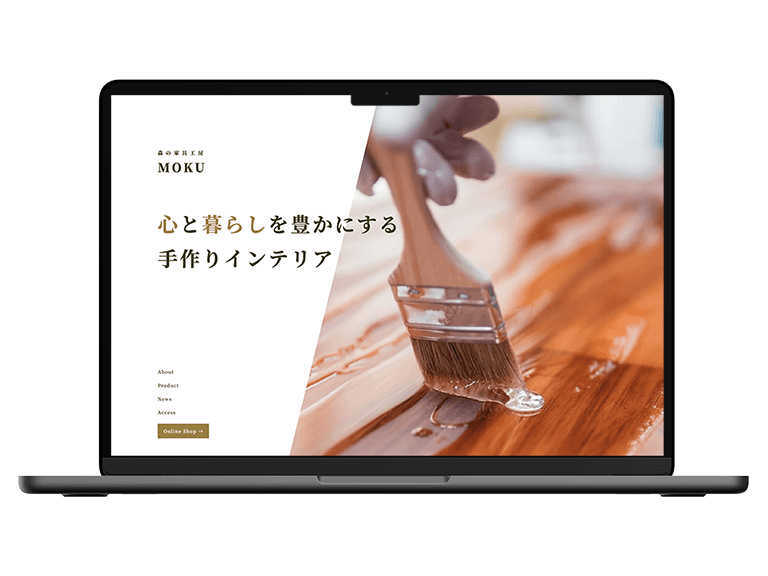 森の家具工房
MOKU
心と暮らしを豊かにする
手作りインテリア
About
Product
News
Access
Online Shop →